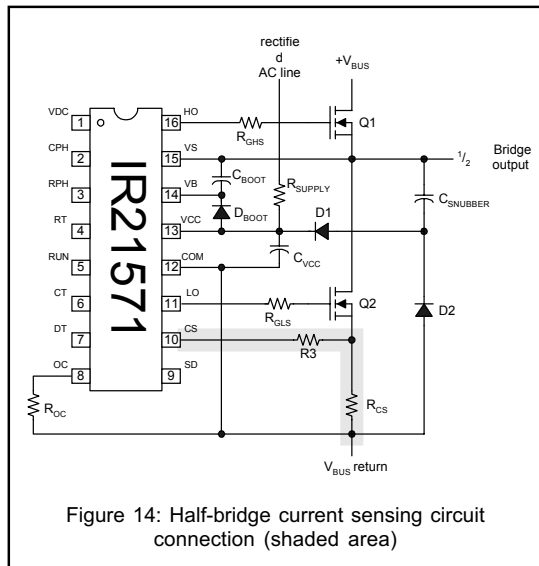 rectifie
d
AC line
+VBUS
VDC 1
16 HO
RGHS
Q1
CPH 2
15 VS
1/2 Bridge
output
CBOOT
RSUPPLY
CSNUBBER
RPH 3
14 VB
DBOOT
D1
RT 4
13 VCC
CVCC
RUN 5
12 COM
CT 6
11 LO
RGLS
Q2
D2
DT 7
10 CS
R3
OC 8
9 SD
IR21571
ROC
RCS
VBUS return
Figure 14: Half-bridge current sensing circuit
connection (shaded area)